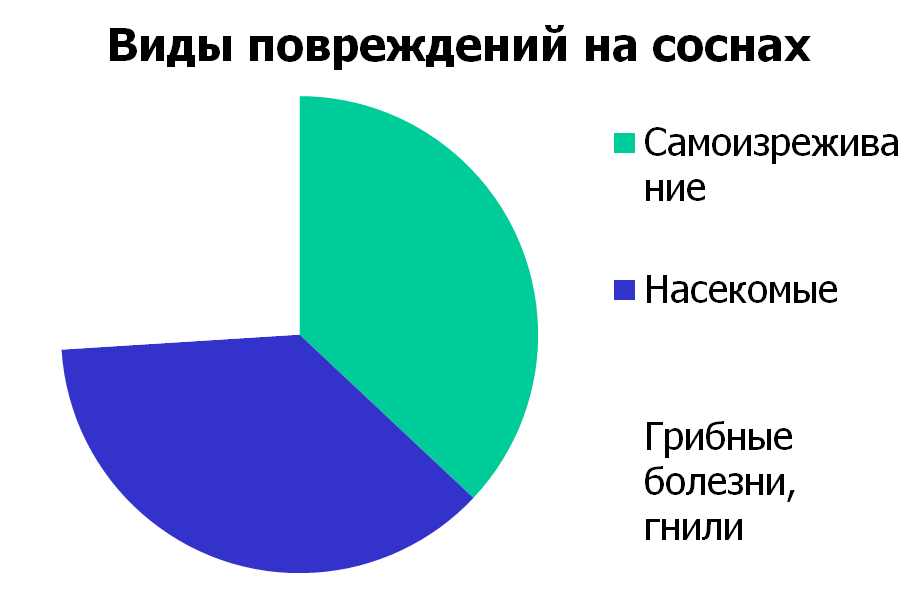 Виды повреждений на соснах
Самоизрежива
ние
Насекомые
Грибные
болезни,
гнили